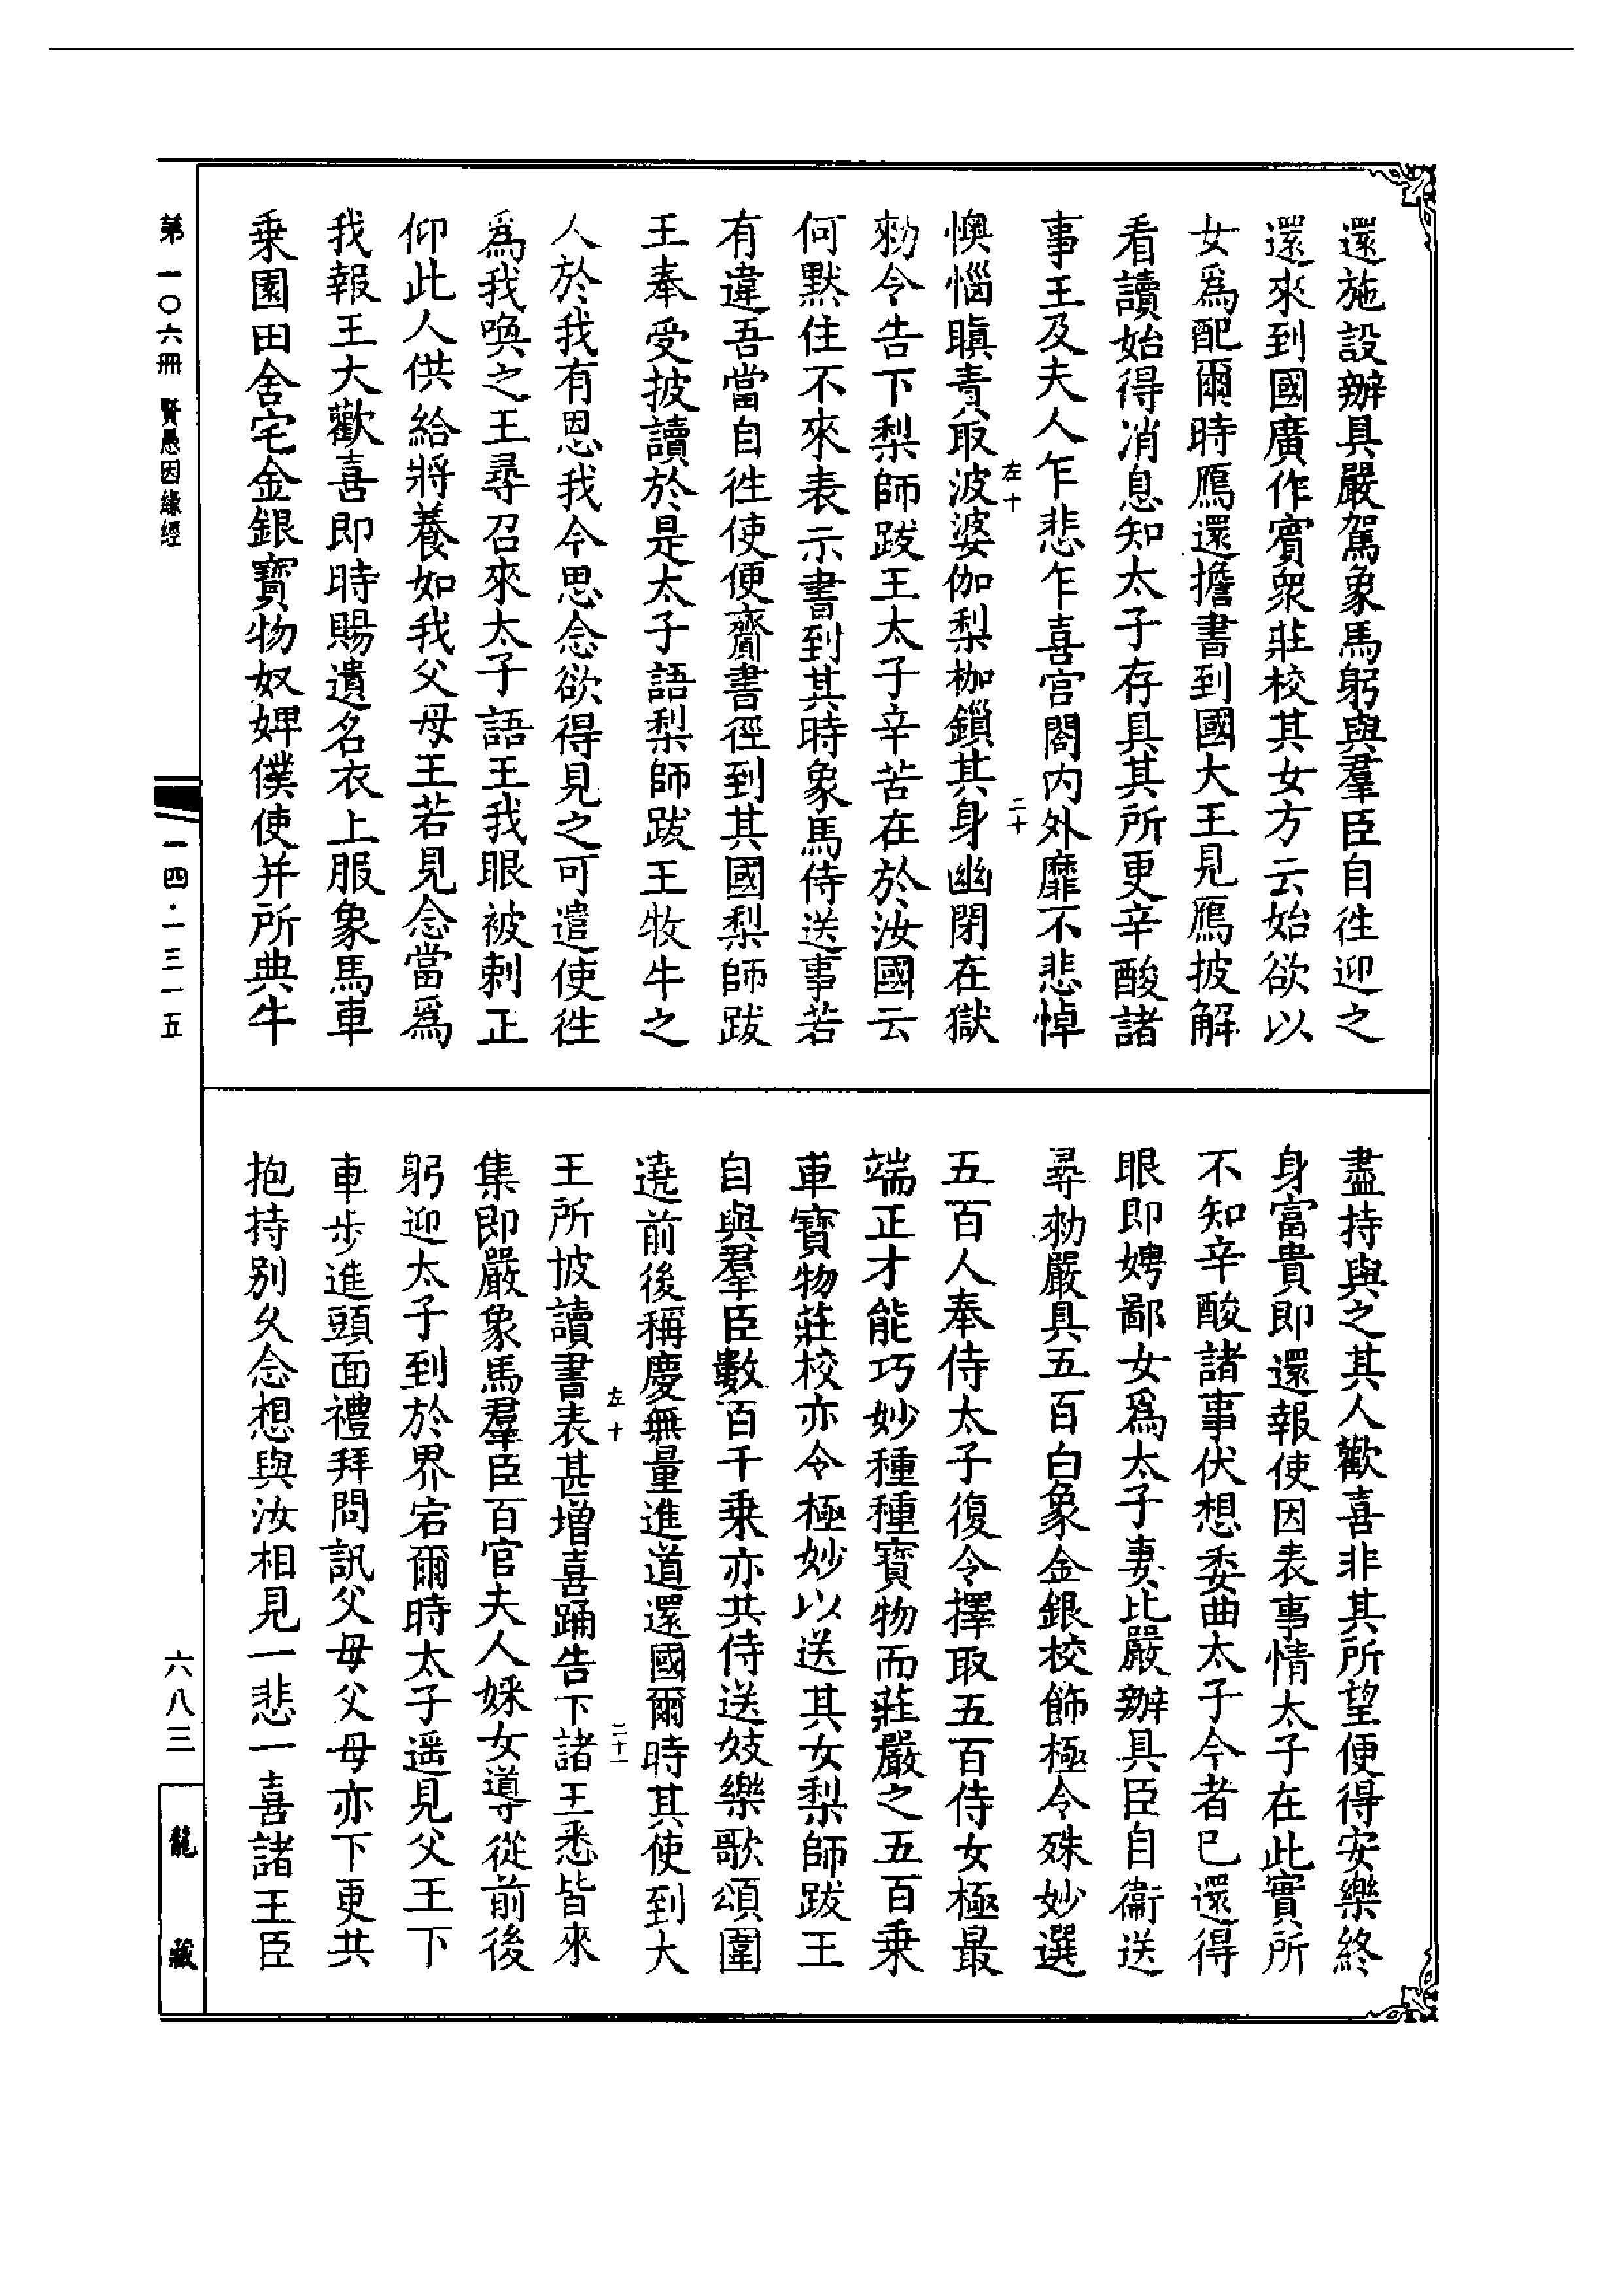 還施設辦具嚴駕象馬躬與羣臣自徃迎之
還來到國廣作賓衆莊校其女方云始欲以
女爲配爾時鴈還擔書到國大王見鴈披解
看讀始得消息知太子存具其所更辛酸諸
事王及夫人乍悲乍喜宫閤内外靡不悲悼
左十
二十
懊惱瞋責取波婆伽梨枷鎖其身幽閉在獄
勑令告下梨師跋王太子辛苦在於汝國云
何默住不來表示書到其時象馬侍送事若
有違吾當自徃使便齎書徑到其國梨師跋
王奉受披讀於是太子語梨師跋王牧牛之
人於我有恩我今思念欲得見之可遣使徃
爲我喚之王尋召來太子語王我眼被刺正
仰此人供給將養如我父母王若見念當爲
我報王大歡喜即時賜遺名衣上服象馬車
乗園田舍宅金銀寶物奴婢僕使并所典牛
盡持與之其人歡喜非其所望便得安樂終
身富貴即還報使因表事情太子在此實所
不知辛酸諸事伏想委曲太子今者已還得
眼即娉鄙女爲太子妻比嚴辦具臣自衞送
尋勑嚴具五百白象金銀校飾極令殊妙選
五百人奉侍太子復令擇取五百侍女極最
端正才能巧妙種種寶物而莊嚴之五百乗
車寶物莊校亦令極妙以送其女梨師跋王
自與羣臣數百千乗亦共侍送妓樂歌頌圍
遶前後稱慶無量進道還國爾時其使到大
左十
二十一
王所披讀書表甚增喜踊告下諸王悉皆來
集即嚴象馬羣臣百官夫人婇女導從前後
躬迎太子到於界宕爾時太子遥見父王下
車步進頭面禮拜問訊父母父母亦下更共
抱持别久念想與汝相見一悲一喜諸王臣
第一〇六冊 賢愚因緣經
一四·一三一五
六八三
龍藏